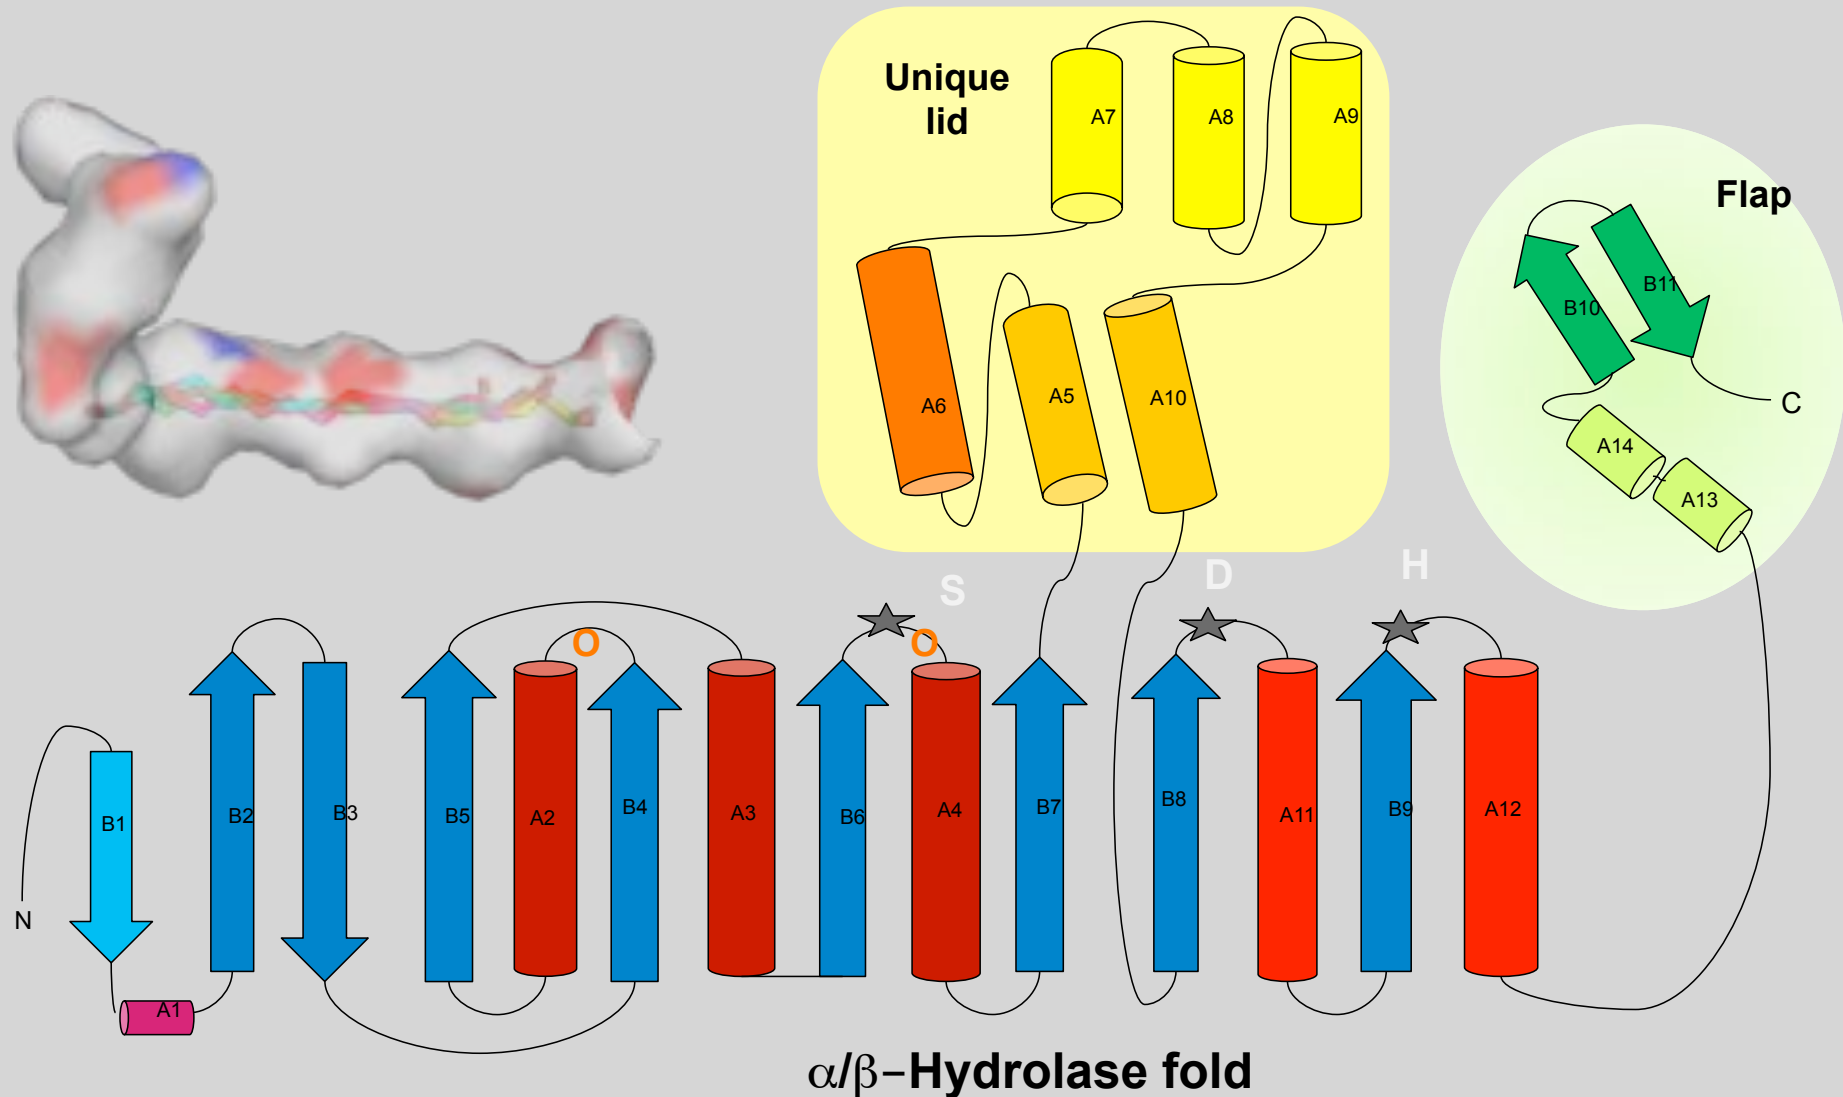 Unique
lid
A7
A8
A9
Flap
B10
B11
A6
A5
A10
C
A14
A13
S
D
H
O
O
B1
B2
B3
B5
A2
B4
A3
B6
A4
B7
B8
A11
B9
A12
N
A1
α/β−Hydrolase fold